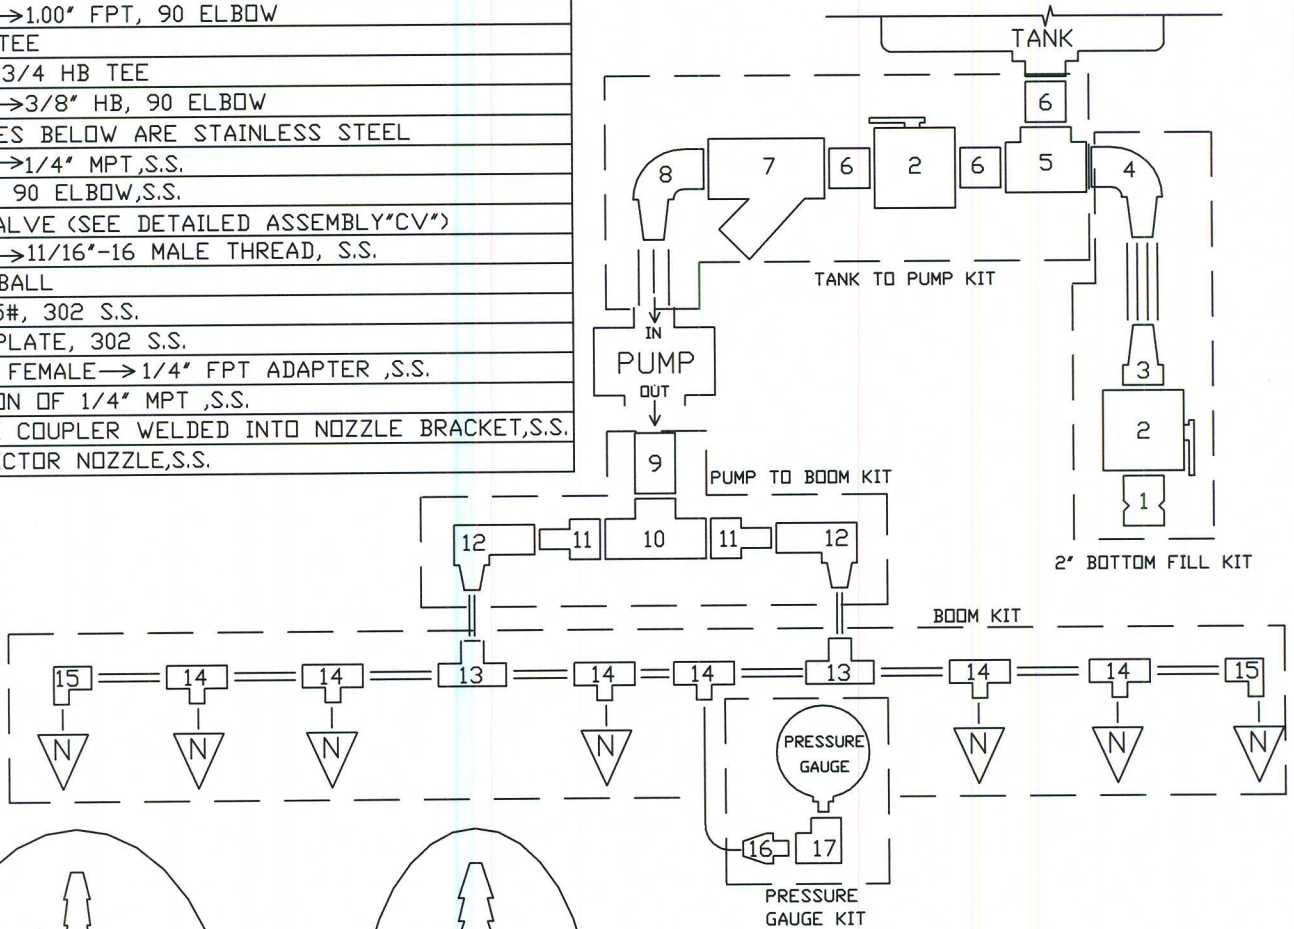 →1.00" FPT, 90 ELBOW
TEE
3/4 HB TEE
→3/8" HB, 90 ELBOW
ES BELOW ARE STAINLESS STEEL
→1/4" MPT,S.S.
90 ELBOW,S.S.
ALVE (SEE DETAILED ASSEMBLY"CV")
→11/16"-16 MALE THREAD, S.S.
BALL
#, 302 S.S.
PLATE, 302 S.S.
FEMALE→1/4" FPT ADAPTER ,S.S.
ON OF 1/4" MPT ,S.S.
COUPLER WELDED INTO NOZZLE BRACKET,S.S.
CTOR NOZZLE,S.S.
TANK
6
8 7 6 2 6 5 4
TANK TO PUMP KIT
IN
PUMP
OUT
3
2
1
2" BOTTOM FILL KIT
9
PUMP TO BOOM KIT
12 11 10 11 12
BOOM KIT
15 14 14 13 14 14 13 14 14 15
N N N N N N N
PRESSURE
GAUGE
16 17
PRESSURE
GAUGE KIT